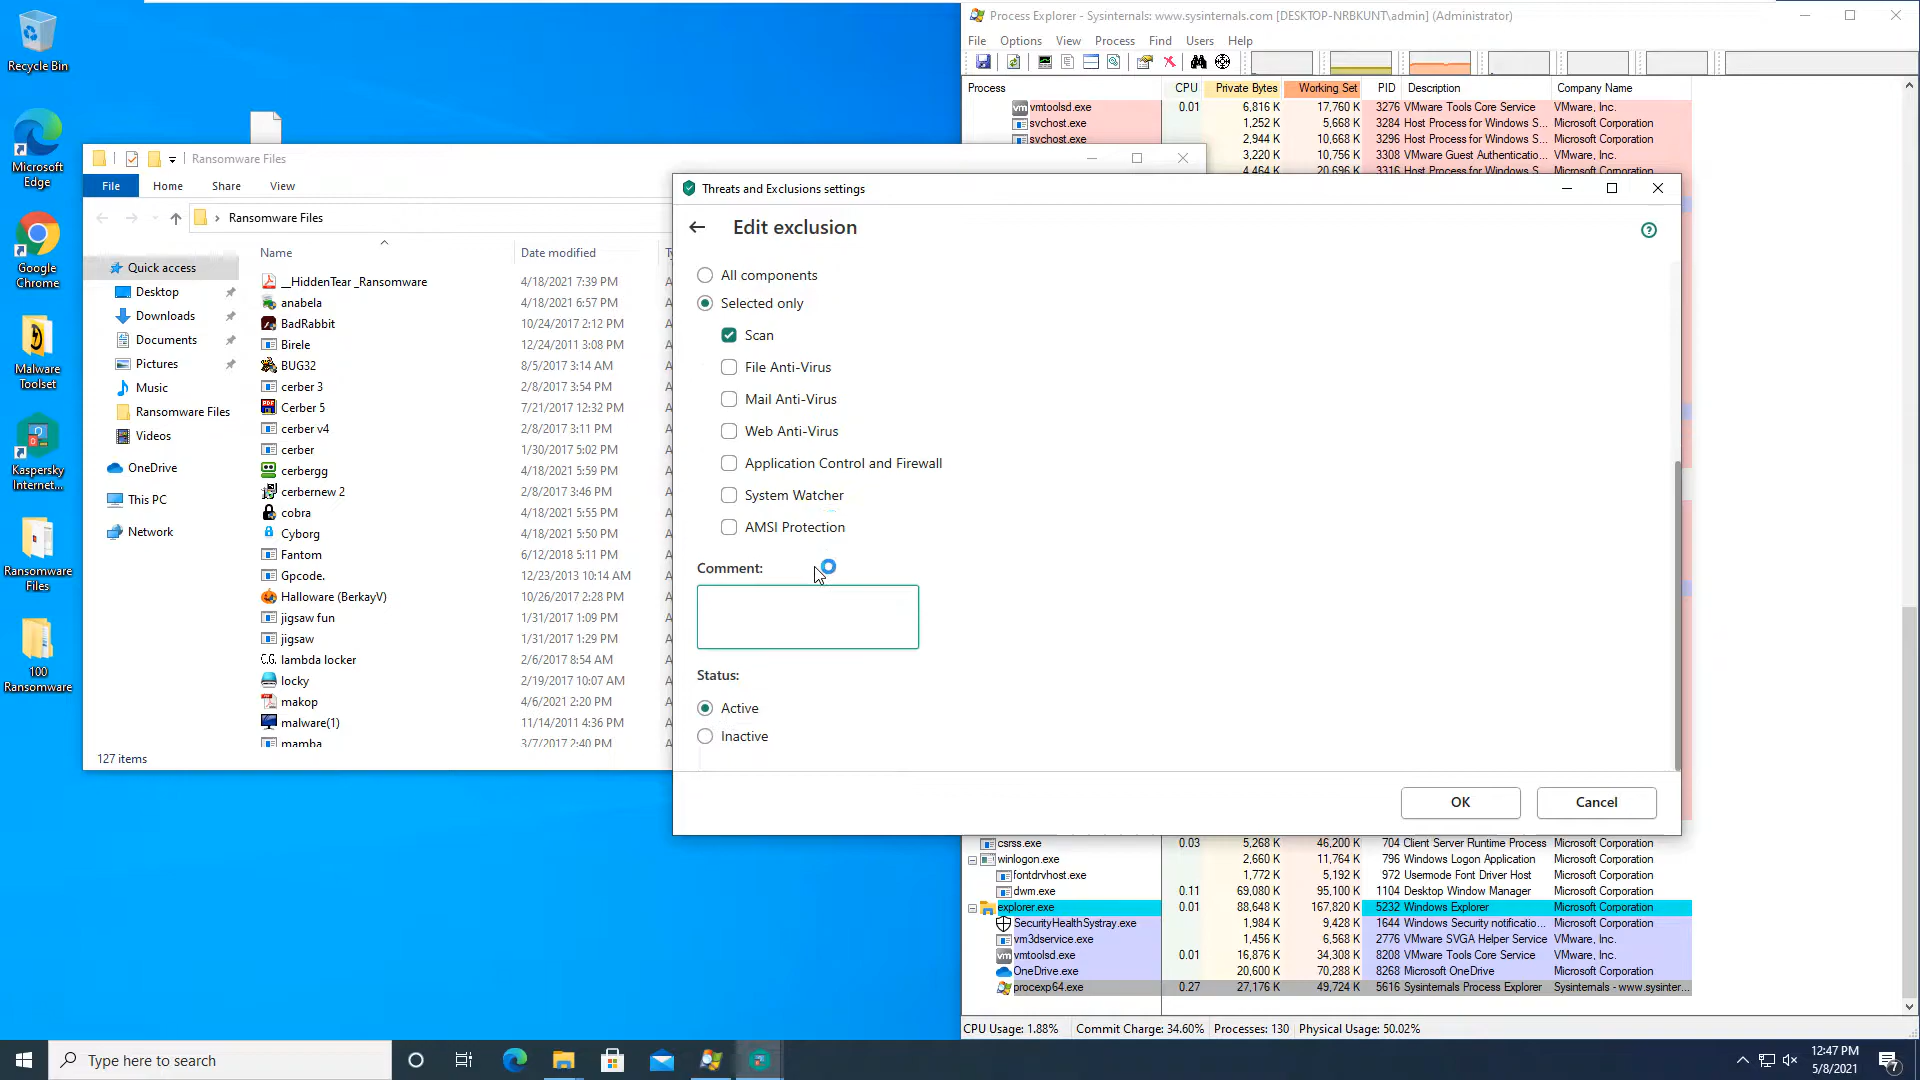 Recycle Bin
Microsoft Edge
Google Chrome
Malware Toolset
Kaspersky Internet...
Ransomware Files
100 Ransomware
Ransomware Files
File Home Share View
Ransomware Files
Name Date modified
Quick access
Desktop
Downloads
Documents
Pictures
Music
Ransomware Files
Videos
OneDrive
This PC
Network
__HiddenTear _Ransomware 4/18/2021 7:39 PM
anabela 4/18/2021 6:57 PM
BadRabbit 10/24/2017 2:12 PM
Birele 12/24/2011 3:08 PM
BUG32 8/5/2017 3:14 AM
cerber 3 2/8/2017 3:54 PM
Cerber 5 7/21/2017 12:32 PM
cerber v4 2/8/2017 3:11 PM
cerber 1/30/2017 5:02 PM
cerbergg 4/18/2021 5:59 PM
cerbernew 2 2/8/2017 3:46 PM
cobra 4/18/2021 5:55 PM
Cyborg 4/18/2021 5:50 PM
Fantom 6/12/2018 5:11 PM
Gpcode. 12/23/2013 10:14 AM
Halloware (BerkayV) 10/26/2017 2:28 PM
jigsaw fun 1/31/2017 1:09 PM
jigsaw 1/31/2017 1:29 PM
C.G. lambda locker 2/6/2017 8:54 AM
locky 2/19/2017 10:07 AM
makop 4/6/2021 2:20 PM
malware(1) 11/14/2011 4:36 PM
mamba 3/7/2017 2:40 PM
127 items
Process Explorer - Sysinternals: www.sysinternals.com [DESKTOP-NRBKUNT\admin] (Administrator)
File Options View Process Find Users Help
Process CPU Private Bytes Working Set PID Description Company Name
vmtoolsd.exe 0.01 6,816 K 17,760 K 3276 VMware Tools Core Service VMware, Inc.
svchost.exe 1,252 K 5,668 K 3284 Host Process for Windows S... Microsoft Corporation
svchost.exe 2,944 K 10,668 K 3296 Host Process for Windows S... Microsoft Corporation
3,220 K 10,756 K 3308 VMware Guest Authenticatio... VMware, Inc.
4,464 K 20,696 K 3316 Host Process for Windows S... Microsoft Corporation
Threats and Exclusions settings
Edit exclusion
All components
Selected only
Scan
File Anti-Virus
Mail Anti-Virus
Web Anti-Virus
Application Control and Firewall
System Watcher
AMSI Protection
Comment:
Status:
Active
Inactive
OK Cancel
csrss.exe 0.03 5,268 K 46,200 K 704 Client Server Runtime Process Microsoft Corporation
winlogon.exe 2,660 K 11,764 K 796 Windows Logon Application Microsoft Corporation
fontdrvhost.exe 1,772 K 5,192 K 972 Usermode Font Driver Host Microsoft Corporation
dwm.exe 0.11 69,080 K 95,100 K 1104 Desktop Window Manager Microsoft Corporation
explorer.exe 0.01 88,648 K 167,820 K 5232 Windows Explorer Microsoft Corporation
SecurityHealthSystray.exe 1,984 K 9,428 K 1644 Windows Security notificatio... Microsoft Corporation
vm3dservice.exe 1,456 K 6,568 K 2776 VMware SVGA Helper Service VMware, Inc.
vmtoolsd.exe 0.01 16,876 K 34,308 K 8208 VMware Tools Core Service VMware, Inc.
OneDrive.exe 20,600 K 70,288 K 8268 Microsoft OneDrive Microsoft Corporation
procexp64.exe 0.27 27,176 K 49,724 K 5616 Sysinternals Process Explorer Sysinternals - www.sysinter...
CPU Usage: 1.88% Commit Charge: 34.60% Processes: 130 Physical Usage: 50.02%
Type here to search
12:47 PM
5/8/2021
7